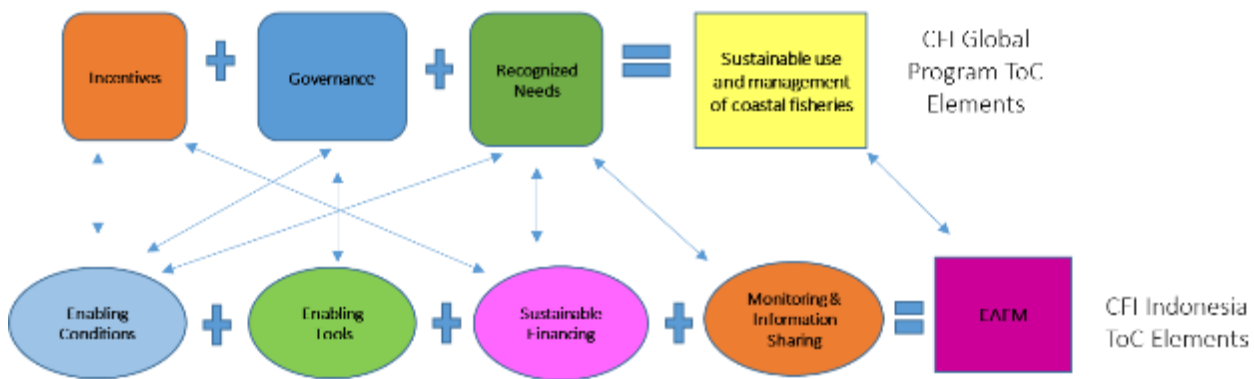 Incentives
Governance
Recognized
Needs
Sustainable use
and management
of coastal fisheries
CFI Global
Program ToC
Elements
Enabling
Conditions
Enabling
Tools
Sustainable
Financing
Monitoring &
Information
Sharing
EAFM
CFI Indonesia
ToC Elements